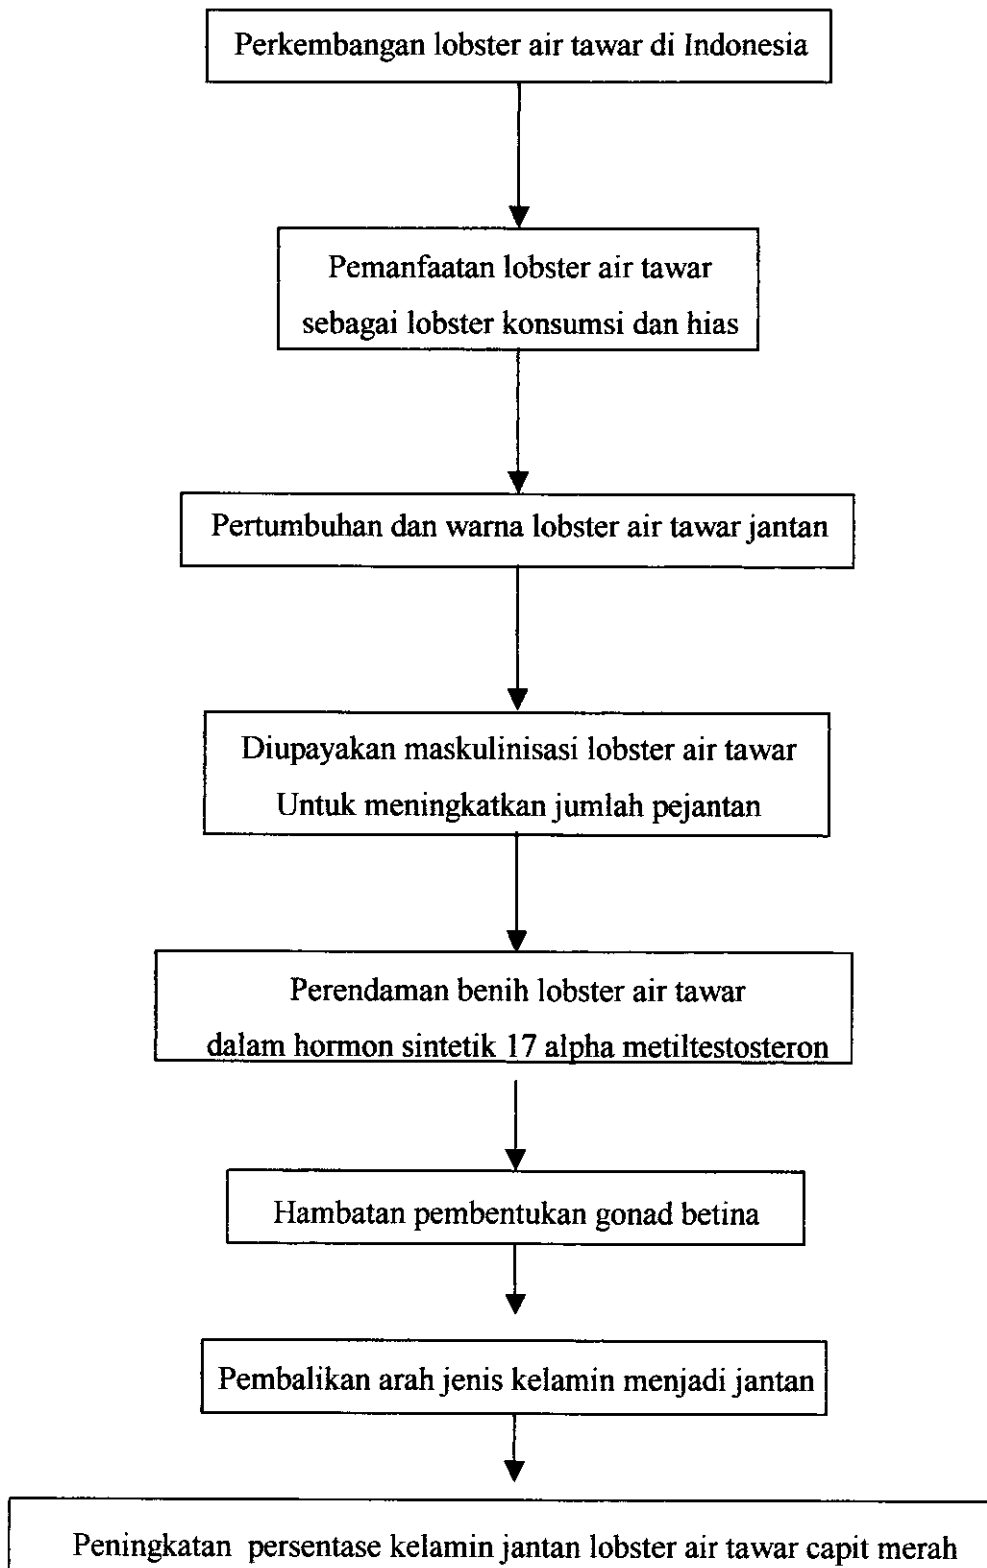 Perkembangan lobster air tawar di Indonesia
Pemanfaatan lobster air tawar
sebagai lobster konsumsi dan hias
Pertumbuhan dan warna lobster air tawar jantan
Diupayakan maskulinisasi lobster air tawar
Untuk meningkatkan jumlah pejantan
Perendaman benih lobster air tawar
dalam hormon sintetik 17 alpha metiltestosteron
Hambatan pembentukan gonad betina
Pembalikan arah jenis kelamin menjadi jantan
Peningkatan persentase kelamin jantan lobster air tawar capit merah